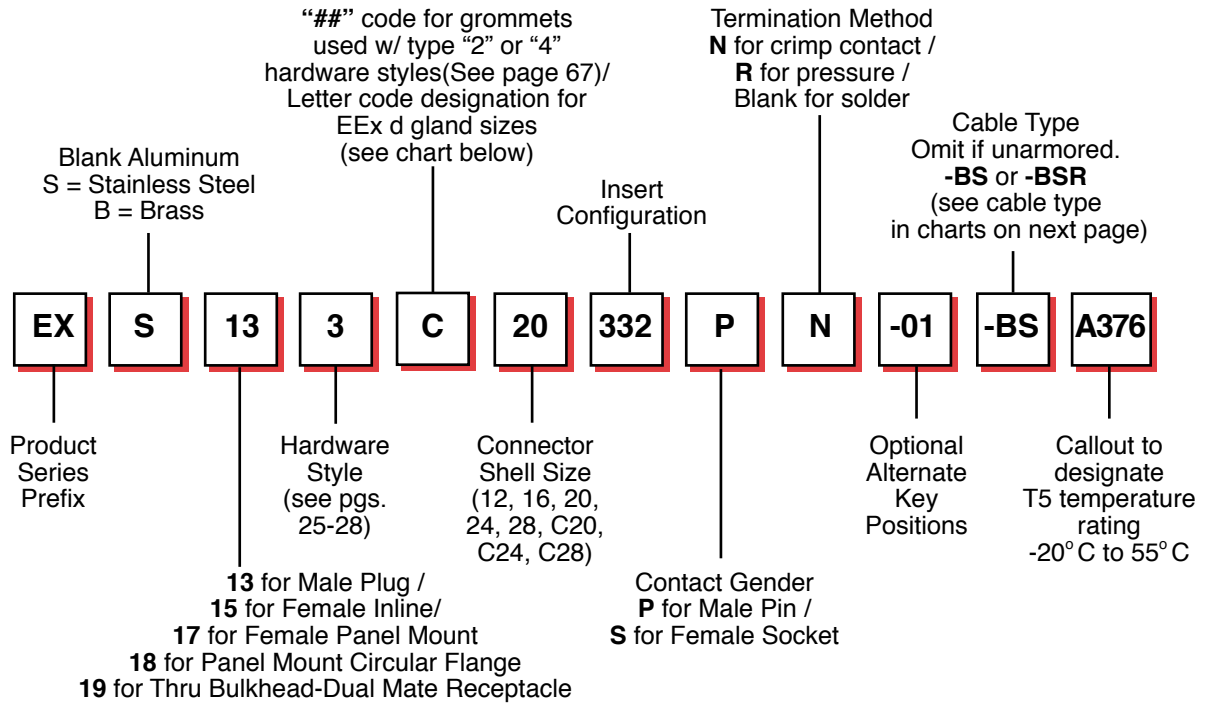 “##” code for grommets
used w/ type “2” or “4”
hardware styles(See page 67)/
Letter code designation for
EEx d gland sizes
(see chart below)
Termination Method
N for crimp contact /
R for pressure /
Blank for solder
Blank Aluminum
S = Stainless Steel
B = Brass
Insert
Configuration
Cable Type
Omit if unarmored.
-BS or -BSR
(see cable type
in charts on next page)
EX S 13 3 C 20 332 P N -01 -BS A376
Product
Series
Prefix
Hardware
Style
(see pgs.
25-28)
Connector
Shell Size
(12, 16, 20,
24, 28, C20,
C24, C28)
Optional
Alternate
Key
Positions
Callout to
designate
T5 temperature
rating
-20° C to 55° C
13 for Male Plug /
15 for Female Inline/
17 for Female Panel Mount
18 for Panel Mount Circular Flange
19 for Thru Bulkhead-Dual Mate Receptacle
Contact Gender
P for Male Pin /
S for Female Socket